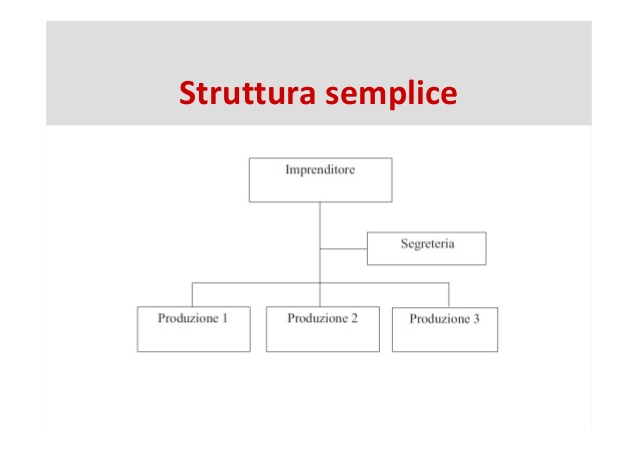 Struttura semplice
Imprenditore
Segreteria
Produzione 1
Produzione 2
Produzione 3